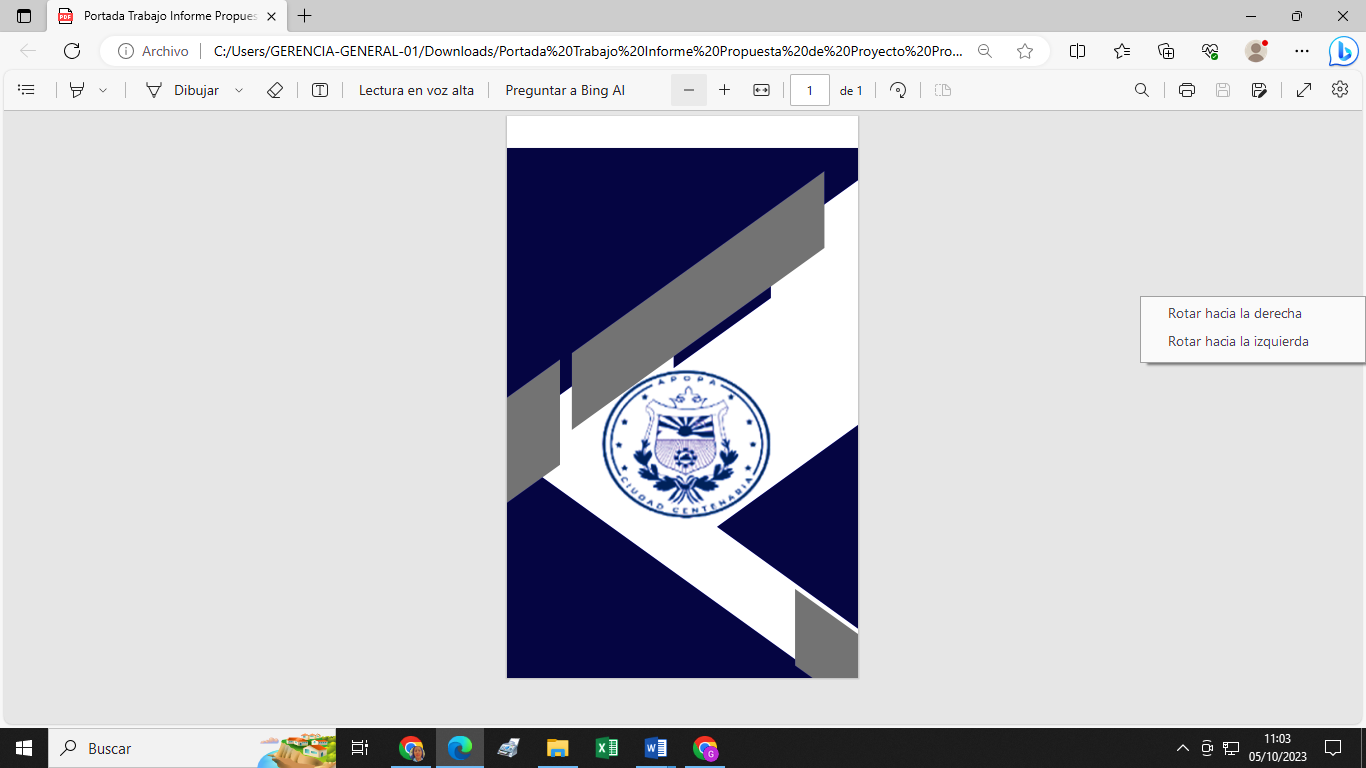 Portada Trabajo Informe Propues
Archivo
C:/Users/GERENCIA-GENERAL-01/Downloads/Portada%20Trabajo%20Informe%20Propuesta%20de%20Proyecto%20Pro...
Dibujar
Lectura en voz alta
Preguntar a Bing AI
1
de 1
Rotar hacia la derecha
Rotar hacia la izquierda
APOPA
CIUDAD CENTENARIA
Buscar
11:03
05/10/2023